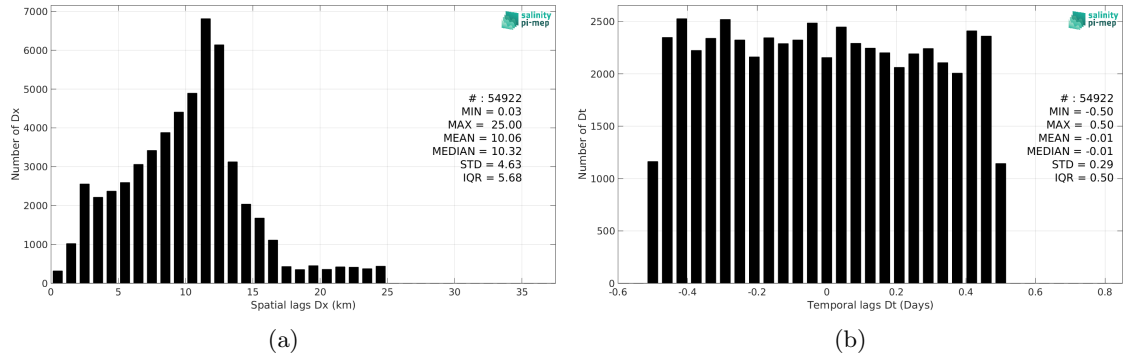 7000
6000
5000
4000
3000
2000
1000
0
Number of Dx
0 5 10 15 20 25 30 35
Spatial lags Dx (km)
salinity
pi-mep
# : 54922
MIN = 0.03
MAX = 25.00
MEAN = 10.06
MEDIAN = 10.32
STD = 4.63
IQR = 5.68
(a)
2500
2000
1500
1000
500
0
Number of Dt
-0.6 -0.4 -0.2 0 0.2 0.4 0.6 0.8
Temporal lags Dt (Days)
salinity
pi-mep
# : 54922
MIN = -0.50
MAX = 0.50
MEAN = -0.01
MEDIAN = -0.01
STD = 0.29
IQR = 0.50
(b)